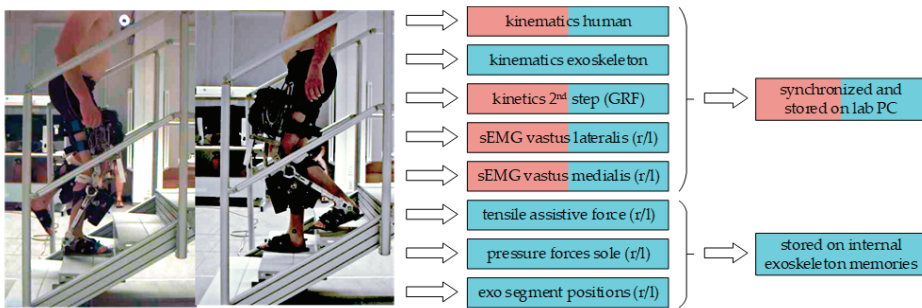 kinematics human
kinematics exoskeleton
kinetics 2nd step (GRF)
sEMG vastus lateralis (r/l)
sEMG vastus medialis (r/l)
tensile assistive force (r/l)
pressure forces sole (r/l)
exo segment positions (r/l)
synchronized and
stored on lab PC
stored on internal
exoskeleton memories